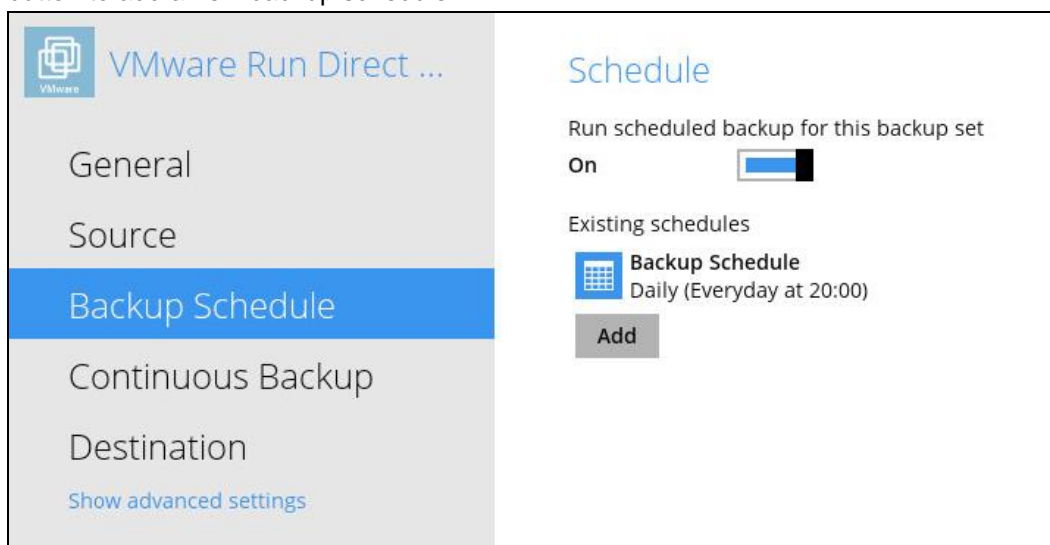 VMware
VMware Run Direct ...
General
Source
Backup Schedule
Continuous Backup
Destination
Show advanced settings
Schedule
Run scheduled backup for this backup set
On
Existing schedules
Backup Schedule
Daily (Everyday at 20:00)
Add